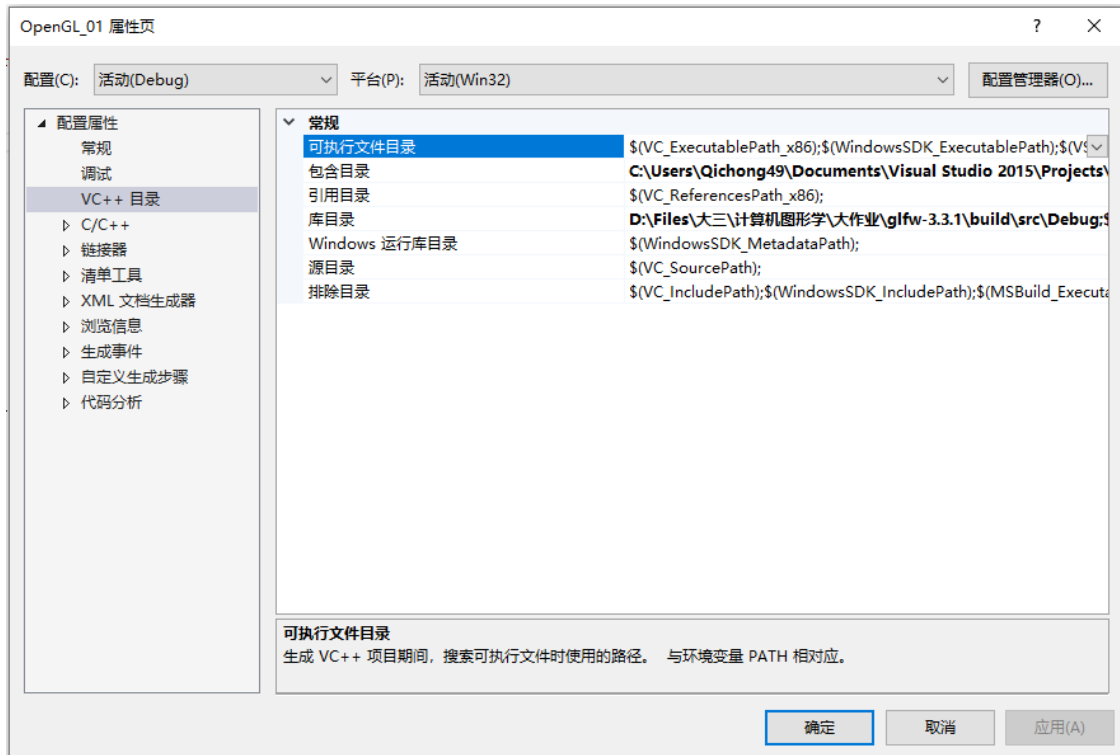 OpenGL_01 属性页 ? ×
配置(C): 活动(Debug) 平台(P): 活动(Win32) 配置管理器(O)...
配置属性
常规
调试
VC++ 目录
C/C++
链接器
清单工具
XML 文档生成器
浏览信息
生成事件
自定义生成步骤
代码分析
常规
可执行文件目录 $(VC_ExecutablePath_x86);$(WindowsSDK_ExecutablePath);$(VS
包含目录 C:\Users\Qichong49\Documents\Visual Studio 2015\Projects\
引用目录 $(VC_ReferencesPath_x86);
库目录 D:\Files\大三\计算机图形学\大作业\glfw-3.3.1\build\src\Debug;$
Windows 运行库目录 $(WindowsSDK_MetadataPath);
源目录 $(VC_SourcePath);
排除目录 $(VC_IncludePath);$(WindowsSDK_IncludePath);$(MSBuild_Executa
可执行文件目录
生成 VC++ 项目期间，搜索可执行文件时使用的路径。 与环境变量 PATH 相对应。
确定 取消 应用(A)